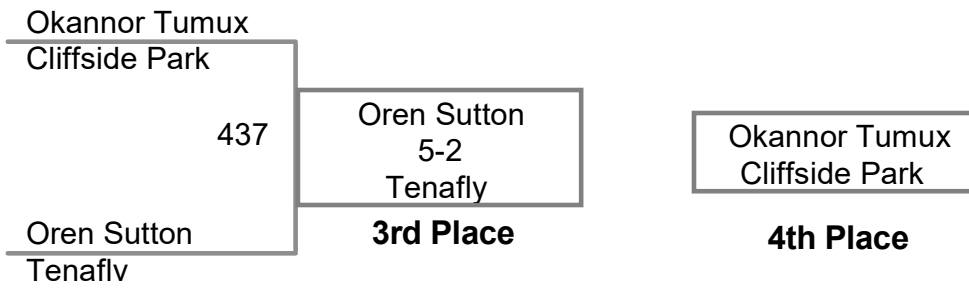 Okannor Tumux
Cliffside Park
437
Oren Sutton
5-2
Tenafly
3rd Place
Oren Sutton
Tenafly
Okannor Tumux
Cliffside Park
4th Place